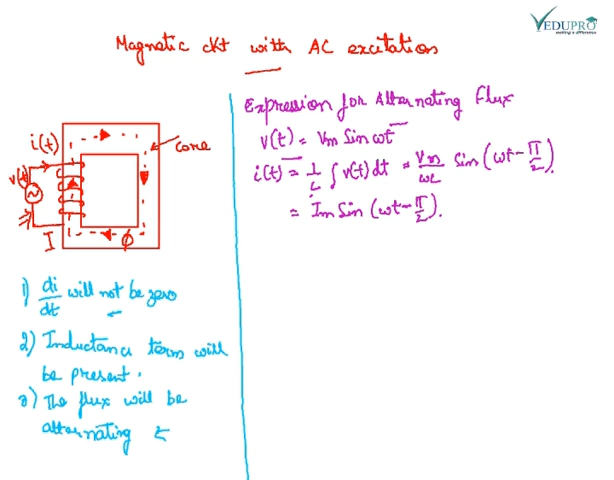 VEDUPRO
making a difference
Magnetic ckt with AC excitations
i(t)
v(t)
core
I
Φ
1) di/dt will not be zero
2) Inductance term will
be present.
3) The flux will be
alternating
Expression for Alternating Flux
v(t) = Vm Sin ωt
i(t) = 1/L ∫ v(t) dt = Vm/ωL Sin (ωt - π/2).
= Im Sin (ωt - π/2).